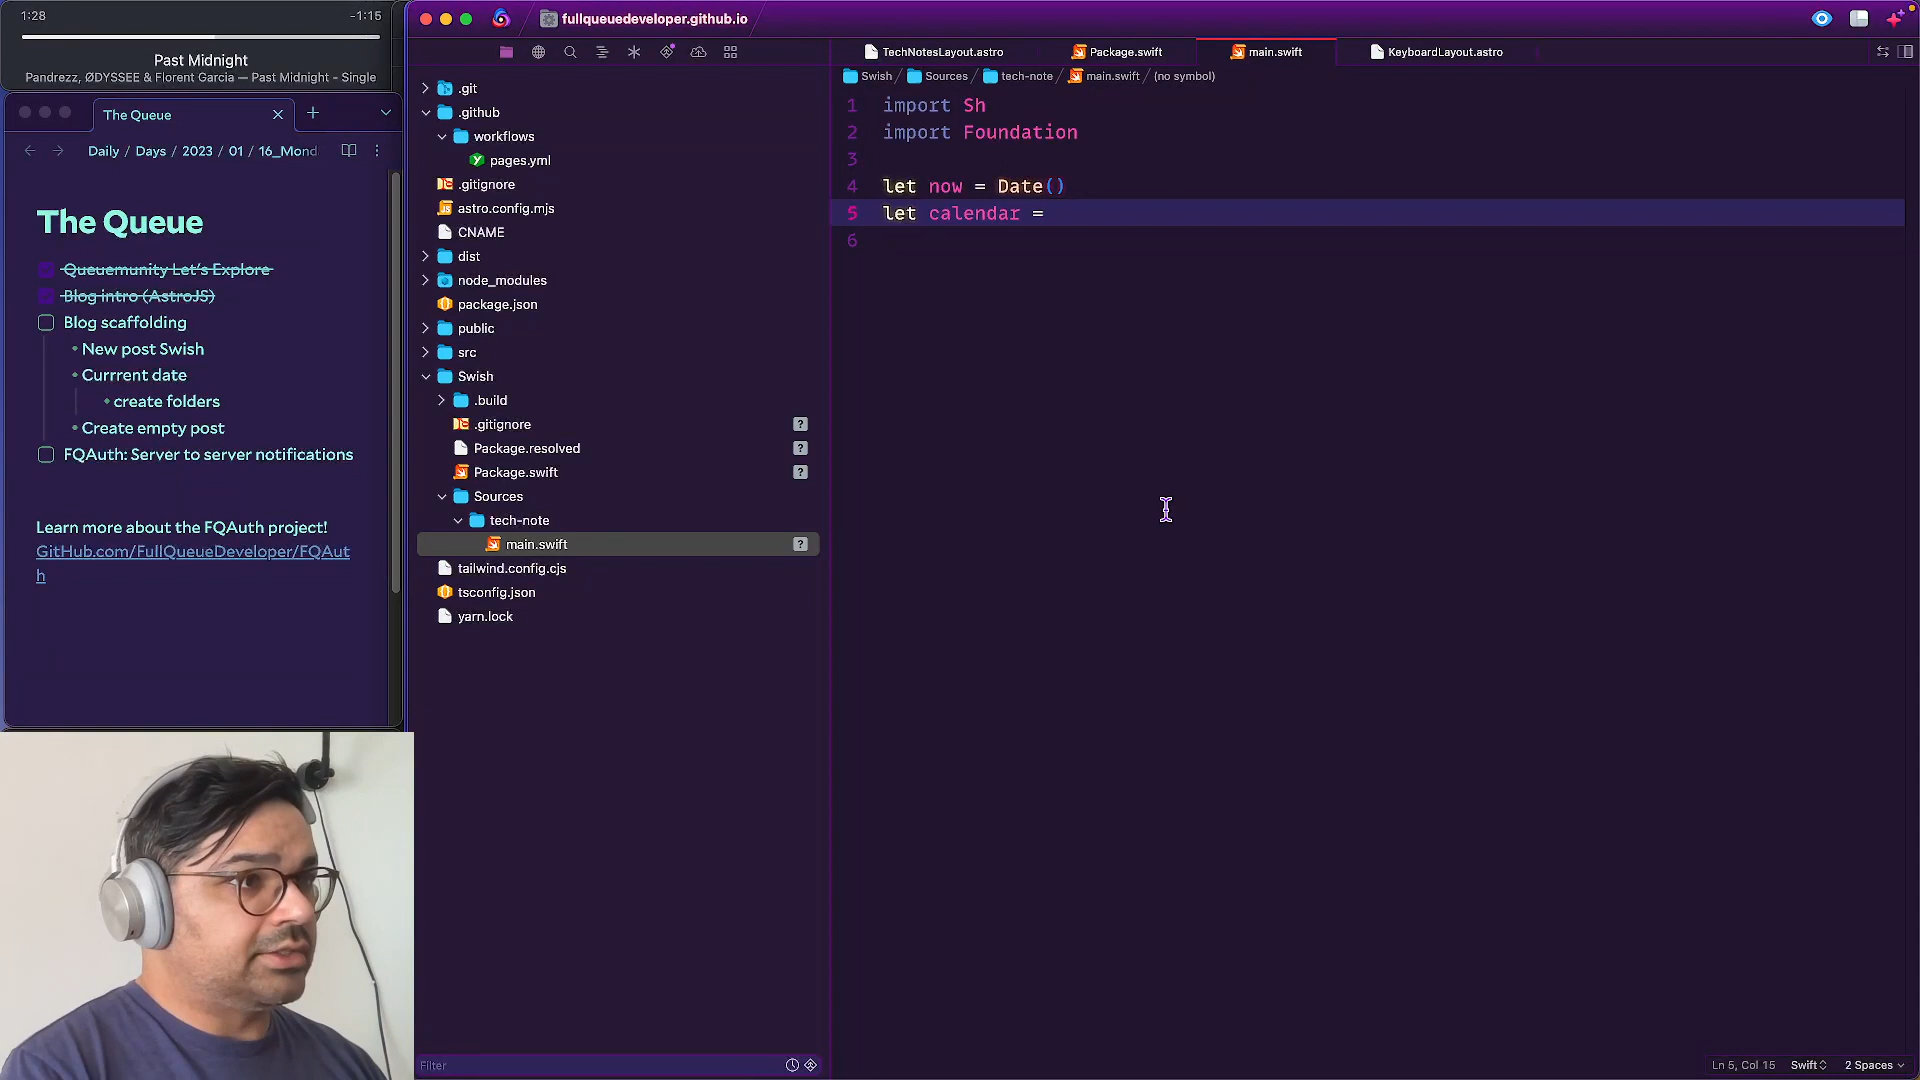 1:28
-1:15
Past Midnight
Pandrezz, ØDYSSEE & Florent Garcia — Past Midnight - Single
The Queue
Daily / Days / 2023 / 01 / 16_Mond
The Queue
Queuemunity Let's Explore
Blog intro (AstroJS)
Blog scaffolding
New post Swish
Currrent date
create folders
Create empty post
FQAuth: Server to server notifications
Learn more about the FQAuth project!
GitHub.com/FullQueueDeveloper/FQAut
h
fullqueuedeveloper.github.io
.git
.github
workflows
pages.yml
.gitignore
astro.config.mjs
CNAME
dist
node_modules
package.json
public
src
Swish
.build
.gitignore ?
Package.resolved ?
Package.swift ?
Sources
tech-note
main.swift ?
tailwind.config.cjs
tsconfig.json
yarn.lock
Filter
TechNotesLayout.astro
Package.swift
main.swift
KeyboardLayout.astro
Swish / Sources / tech-note / main.swift / (no symbol)
1 import Sh
2 import Foundation
3
4 let now = Date()
5 let calendar =
6
Ln 5, Col 15
Swift
2 Spaces